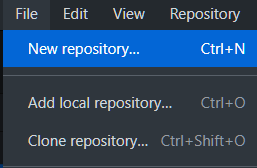 File Edit View Repository
New repository... Ctrl+N
Add local repository... Ctrl+O
Clone repository... Ctrl+Shift+O